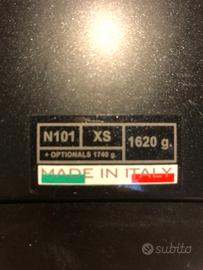 N101 XS 1620 g.
+ OPTIONALS 1740 g.
MADE IN ITALY
subito